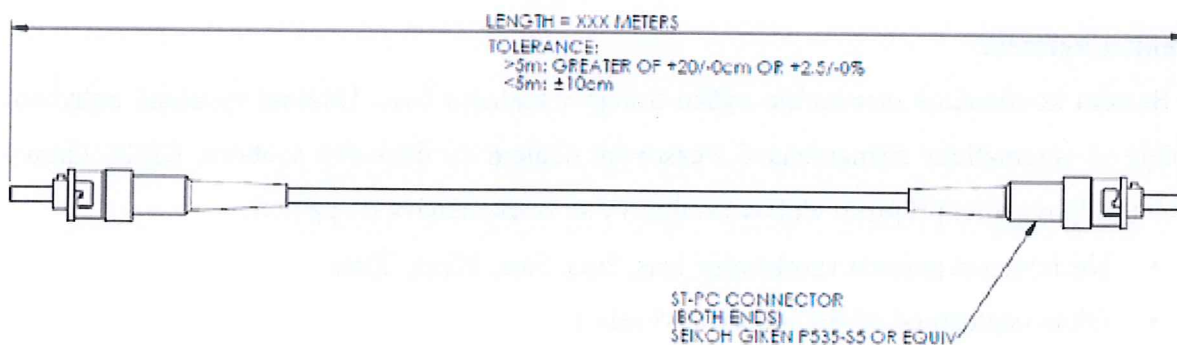 LENGTH = XXX METERS
TOLERANCE:
>5m: GREATER OF +20/-0cm OR +2.5/-0%
<5m: ±10cm
ST-PC CONNECTOR
(BOTH ENDS)
SEIKOH GIKEN P535-S5 OR EQUIV